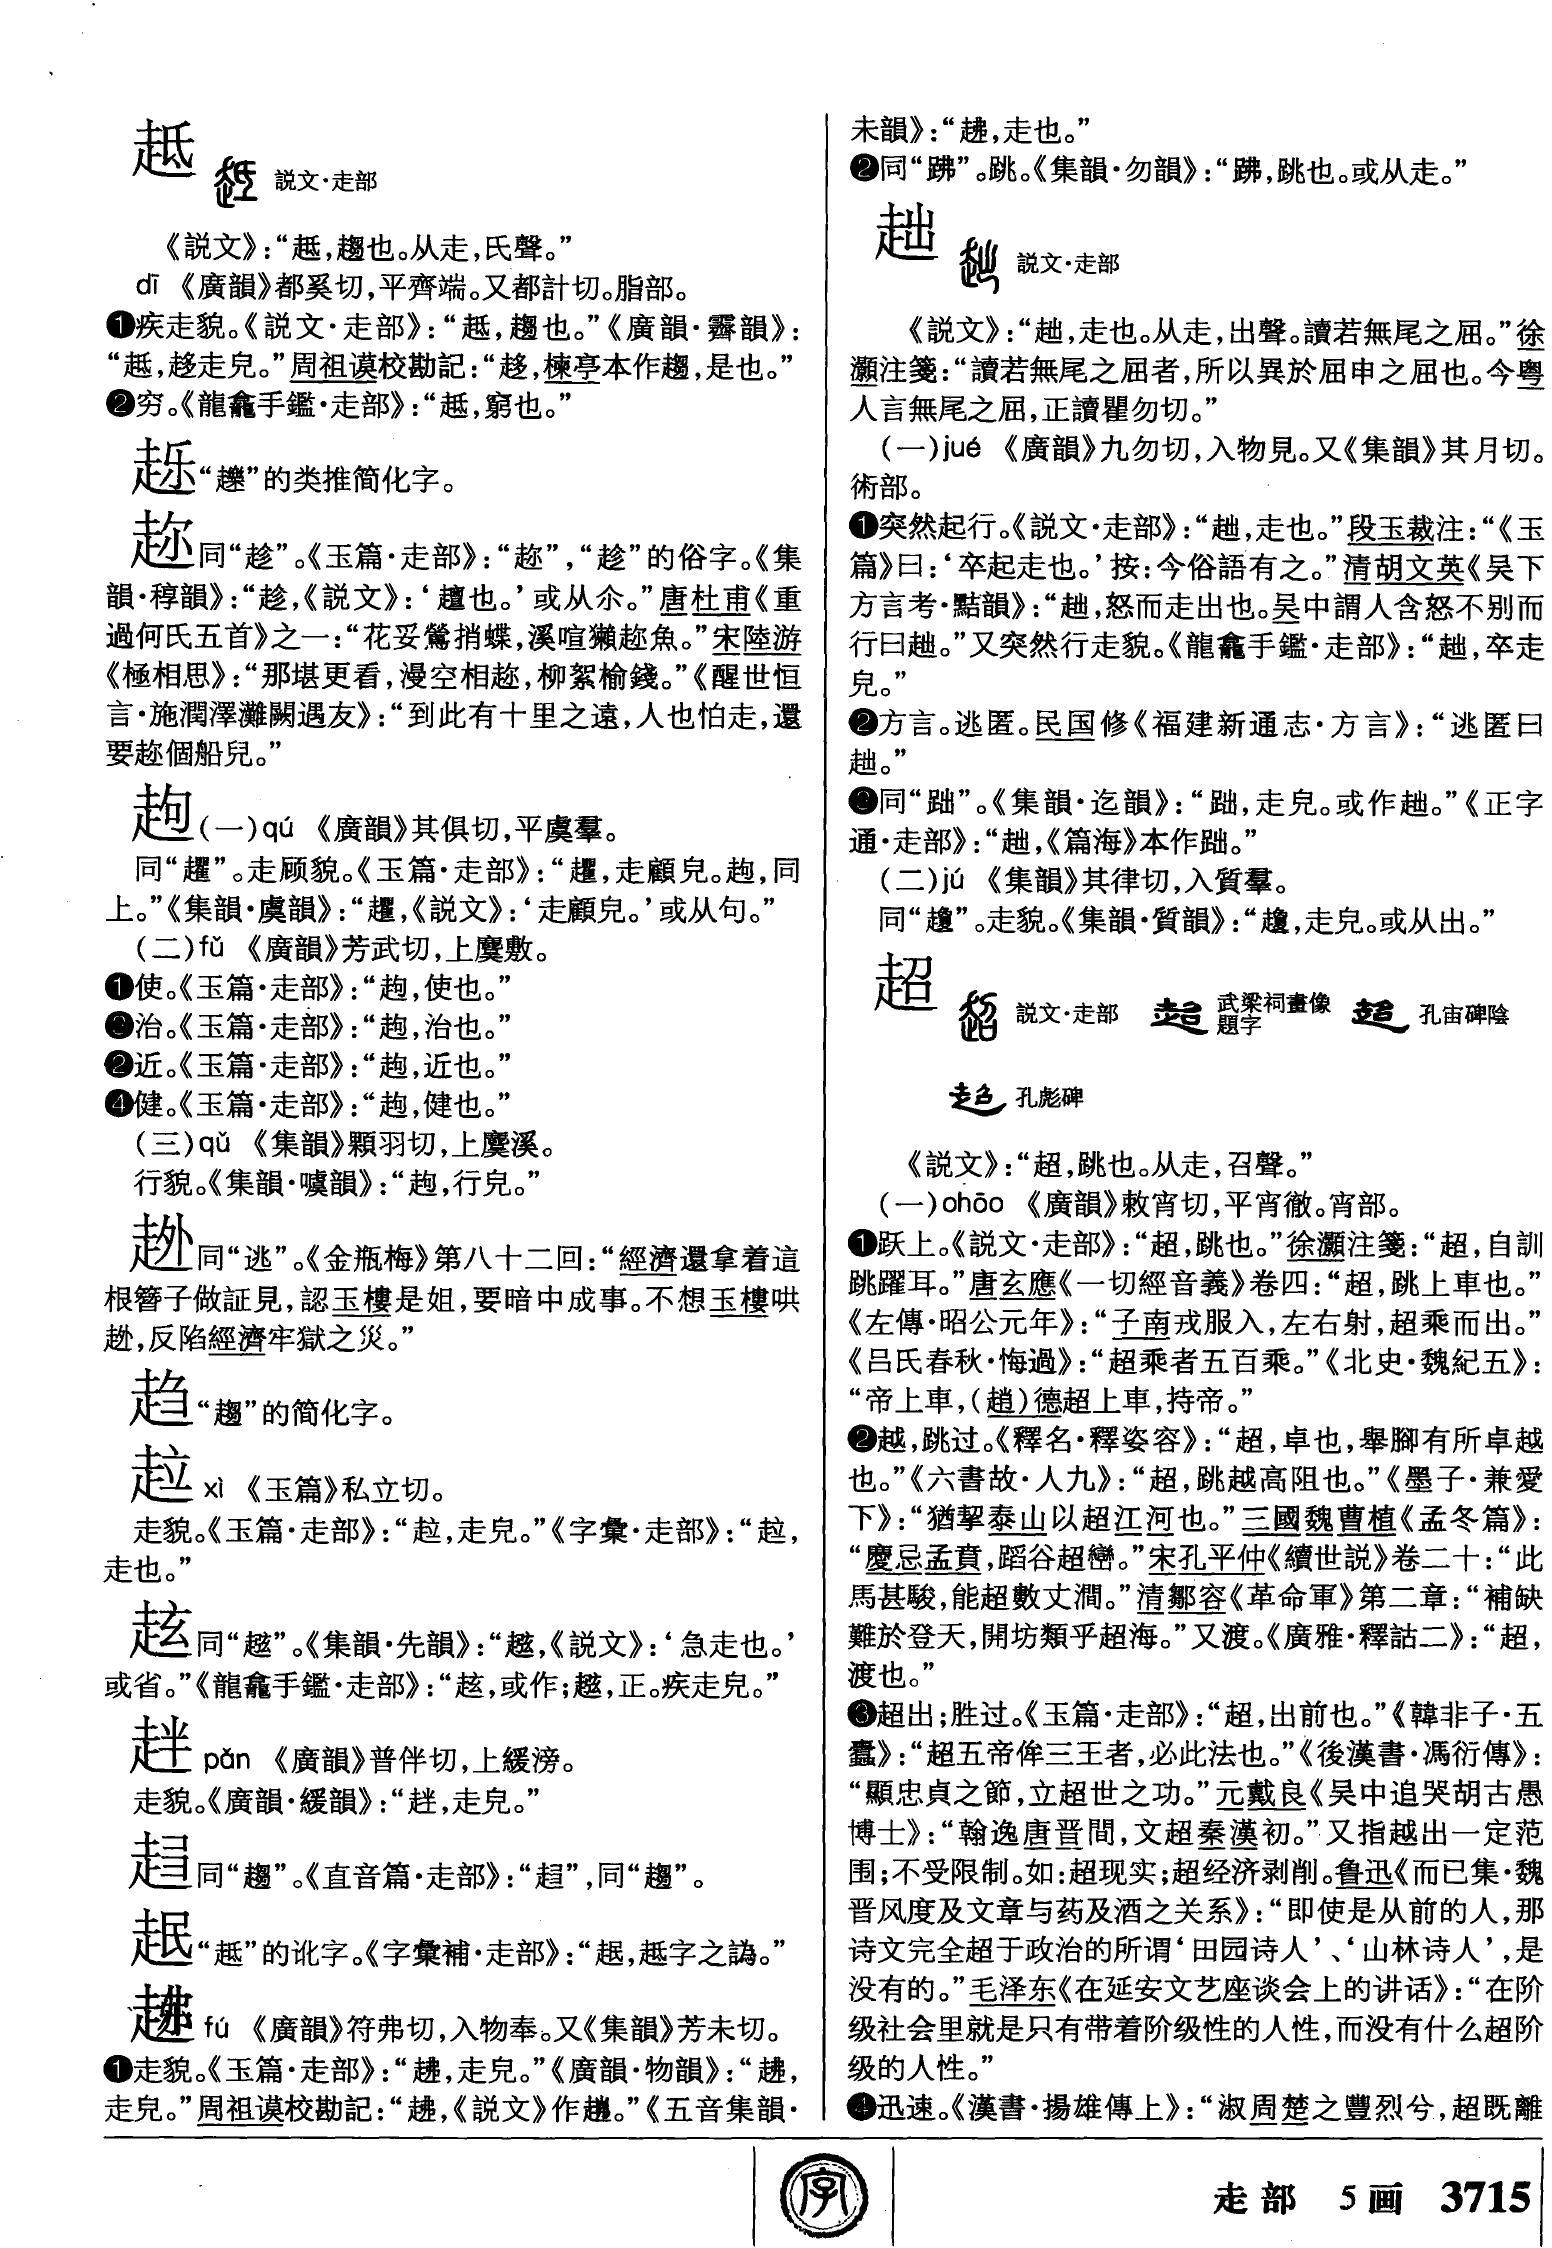 趆
説文·走部
《説文》：“趆，趨也。从走，氐聲。”
dī 《廣韻》都奚切，平齊端。又都計切。脂部。
❶疾走貌。《説文·走部》：“趆，趨也。”《廣韻·霽韻》：
“趆，趍走皃。”周祖谟校勘記：“趍，楝亭本作趨，是也。”
❷穷。《龍龕手鑑·走部》：“趆，窮也。”
“趮”的类推简化字。
趂同“趁”。《玉篇·走部》：“趂”，“趁”的俗字。《集
韻·稕韻》：“趁，《説文》：‘趲也。’或从尒。”唐杜甫《重
過何氏五首》之一：“花妥鶯捎蝶，溪喧獺趂魚。”宋陸游
《極相思》：“那堪更看，漫空相趂，柳絮榆錢。”《醒世恒
言·施潤澤灘闕遇友》：“到此有十里之遠，人也怕走，還
要趂個船兒。”
趜(一)qú 《廣韻》其俱切，平虞羣。
同“趯”。走顾貌。《玉篇·走部》：“，走顧皃。，同
上。”《集韻·虞韻》：“，《説文》：‘走顧皃。’或从句。”
(二)fǔ 《廣韻》芳武切，上麌敷。
❶使。《玉篇·走部》：“，使也。”
❸治。《玉篇·走部》：“，治也。”
❷近。《玉篇·走部》：“，近也。”
❹健。《玉篇·走部》：“，健也。”
(三)qǔ 《集韻》顆羽切，上麌溪。
行貌。《集韻·噳韻》：“，行皃。”
同“逃”。《金瓶梅》第八十二回：“經濟還拿着這
根簪子做証見，認玉樓是姐，要暗中成事。不想玉樓哄
，反陷經濟牢獄之災。”
趋“趨”的简化字。
xì 《玉篇》私立切。
走貌。《玉篇·走部》：“，走皃。”《字彙·走部》：“，
走也。”
同“”。《集韻·先韻》：“，《説文》：‘急走也。’
或省。”《龍龕手鑑·走部》：“，或作；，正。疾走皃。”
pǎn 《廣韻》普伴切，上緩滂。
走貌。《廣韻·緩韻》：“，走皃。”
同“趨”。《直音篇·走部》：“”，同“趨”。
“趆”的讹字。《字彙補·走部》：“，趆字之譌。”
fú 《廣韻》符弗切，入物奉。又《集韻》芳未切。
❶走貌。《玉篇·走部》：“，走皃。”《廣韻·物韻》：“，
走皃。”周祖谟校勘記：“，《説文》作。”《五音集韻·
未韻》：“，走也。”
❷同“踾”。跳。《集韻·勿韻》：“，跳也。或从走。”
趉
説文·走部
《説文》：“趉，走也。从走，出聲。讀若無尾之屈。”徐
灝注箋：“讀若無尾之屈者，所以異於屈申之屈也。今粤
人言無尾之屈，正讀瞿勿切。”
(一)jué 《廣韻》九勿切，入物見。又《集韻》其月切。
術部。
❶突然起行。《説文·走部》：“趉，走也。”段玉裁注：“《玉
篇》曰：‘卒起走也。’按：今俗語有之。”清胡文英《吴下
方言考·黠韻》：“趉，怒而走出也。吴中謂人含怒不别而
行曰趉。”又突然行走貌。《龍龕手鑑·走部》：“趉，卒走
皃。”
❷方言。逃匿。民国修《福建新通志·方言》：“逃匿曰
趉。”
❸同“跐”。《集韻·迄韻》：“，走皃。或作趉。”《正字
通·走部》：“趉，《篇海》本作。”
(二)jú 《集韻》其律切，入質羣。
同“”。走貌。《集韻·質韻》：“，走皃。或从出。”
超
説文·走部 武梁祠畫像題字 孔宙碑陰
孔彪碑
《説文》：“超，跳也。从走，召聲。”
(一)ohāo 《廣韻》敕宵切，平宵徹。宵部。
❶跃上。《説文·走部》：“超，跳也。”徐灝注箋：“超，自訓
跳躍耳。”唐玄應《一切經音義》卷四：“超，跳上車也。”
《左傳·昭公元年》：“子南戎服入，左右射，超乘而出。”
《吕氏春秋·悔過》：“超乘者五百乘。”《北史·魏紀五》：
“帝上車，(趙)德超上車，持帝。”
❷越，跳过。《釋名·釋姿容》：“超，卓也，舉腳有所卓越
也。”《六書故·人九》：“超，跳越高阻也。”《墨子·兼愛
下》：“猶挈泰山以超江河也。”三國魏曹植《孟冬篇》：
“慶忌孟賁，蹈谷超巒。”宋孔平仲《續世説》卷二十：“此
馬甚駿，能超數丈澗。”清鄒容《革命軍》第二章：“補缺
難於登天，開坊類乎超海。”又渡。《廣雅·釋詁二》：“超，
渡也。”
❸超出；胜过。《玉篇·走部》：“超，出前也。”《韓非子·五
蠹》：“超五帝侔三王者，必此法也。”《後漢書·馮衍傳》：
“顯忠貞之節，立超世之功。”元戴良《吴中追哭胡古愚
博士》：“翰逸唐晋間，文超秦漢初。”又指越出一定范
围；不受限制。如：超现实；超经济剥削。鲁迅《而已集·魏
晋风度及文章与药及酒之关系》：“即使是从前的人，那
诗文完全超于政治的所谓‘田园诗人’、‘山林诗人’，是
没有的。”毛泽东《在延安文艺座谈会上的讲话》：“在阶
级社会里就是只有带着阶级性的人性，而没有什么超阶
级的人性。”
❹迅速。《漢書·揚雄傳上》：“淑周楚之豐烈兮，超既離
字
走部 5画 3715